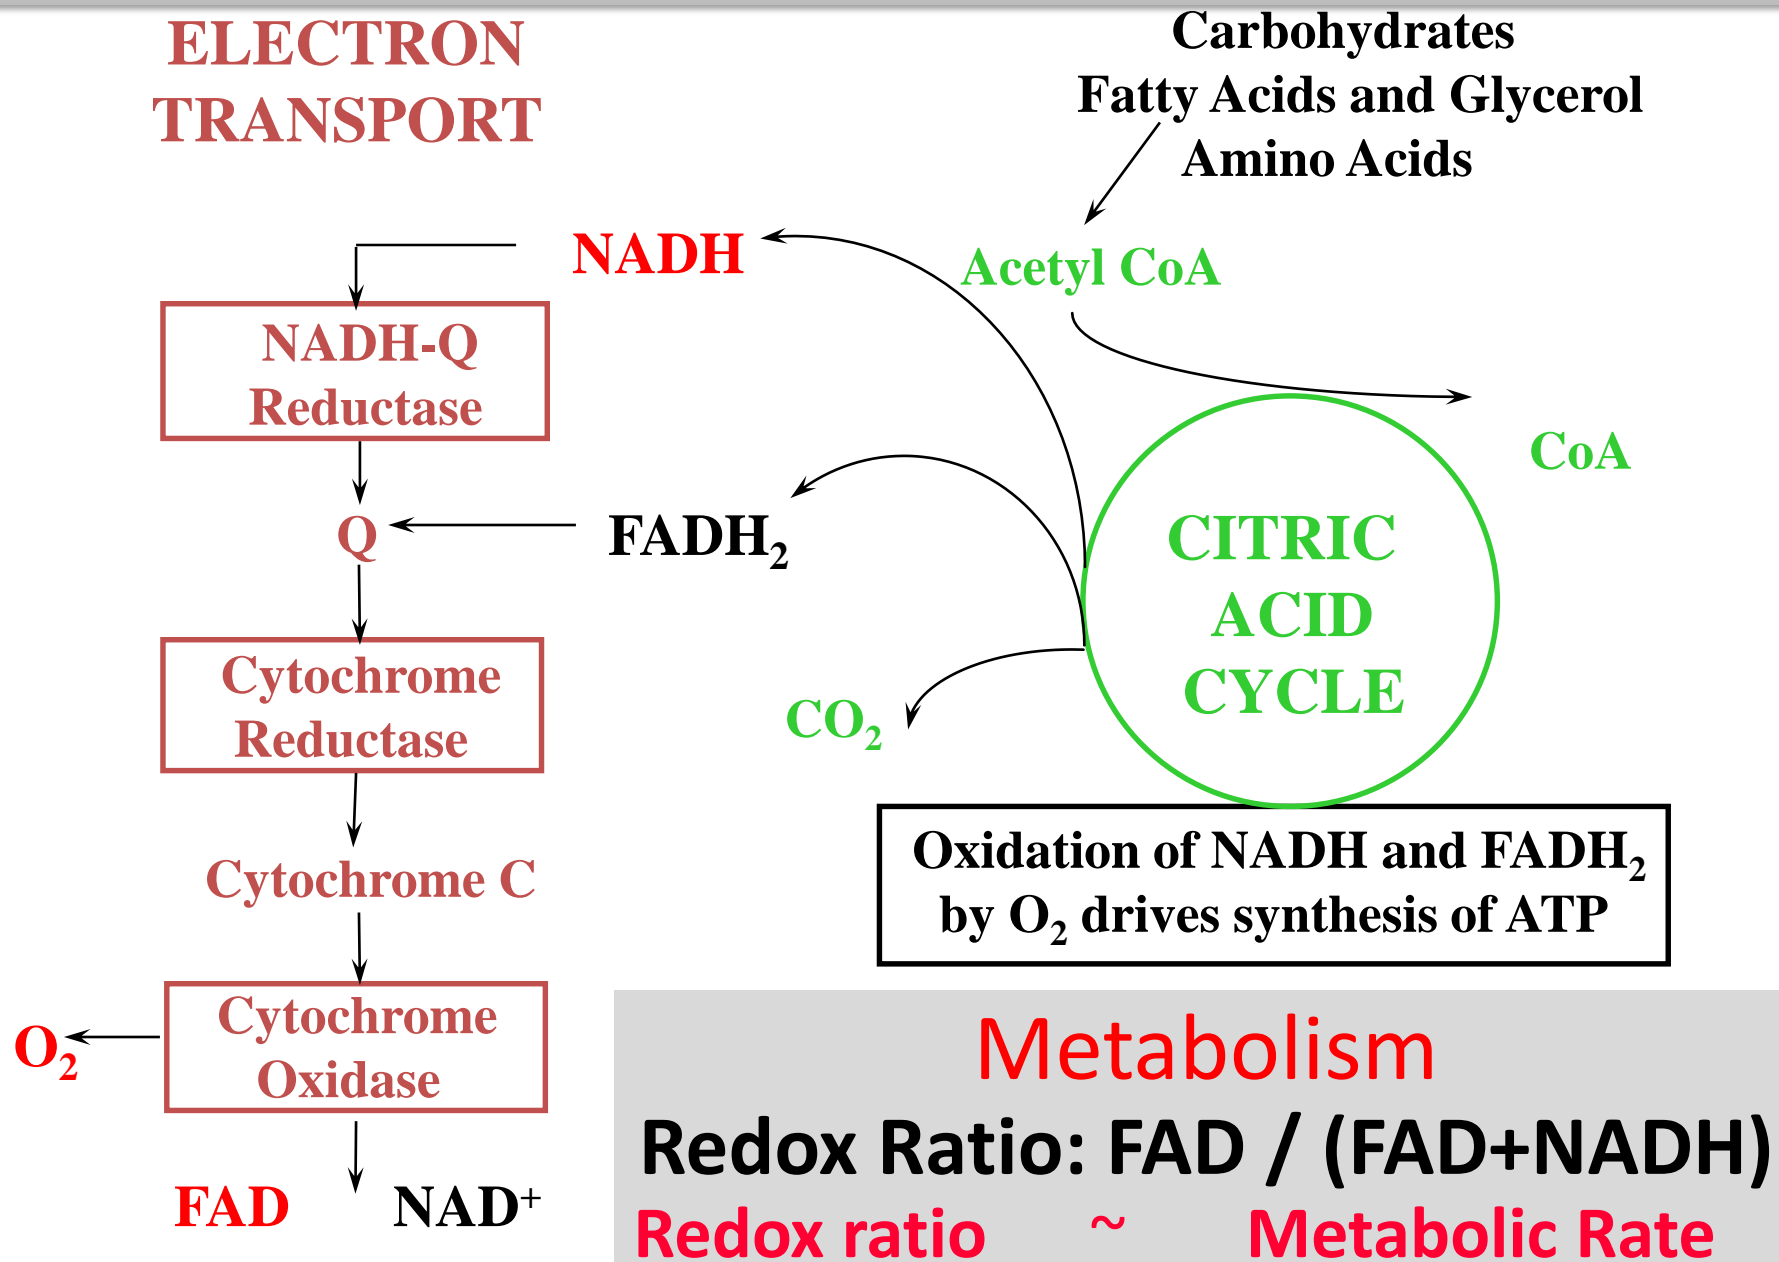 ELECTRON
TRANSPORT
Carbohydrates
Fatty Acids and Glycerol
Amino Acids
NADH
Acetyl CoA
NADH-Q
Reductase
CoA
Q
FADH₂
CITRIC
ACID
CYCLE
Cytochrome
Reductase
CO₂
Cytochrome C
Oxidation of NADH and FADH₂
by O₂ drives synthesis of ATP
O₂
Cytochrome
Oxidase
FAD
NAD⁺
Metabolism
Redox Ratio: FAD / (FAD+NADH)
Redox ratio ~ Metabolic Rate